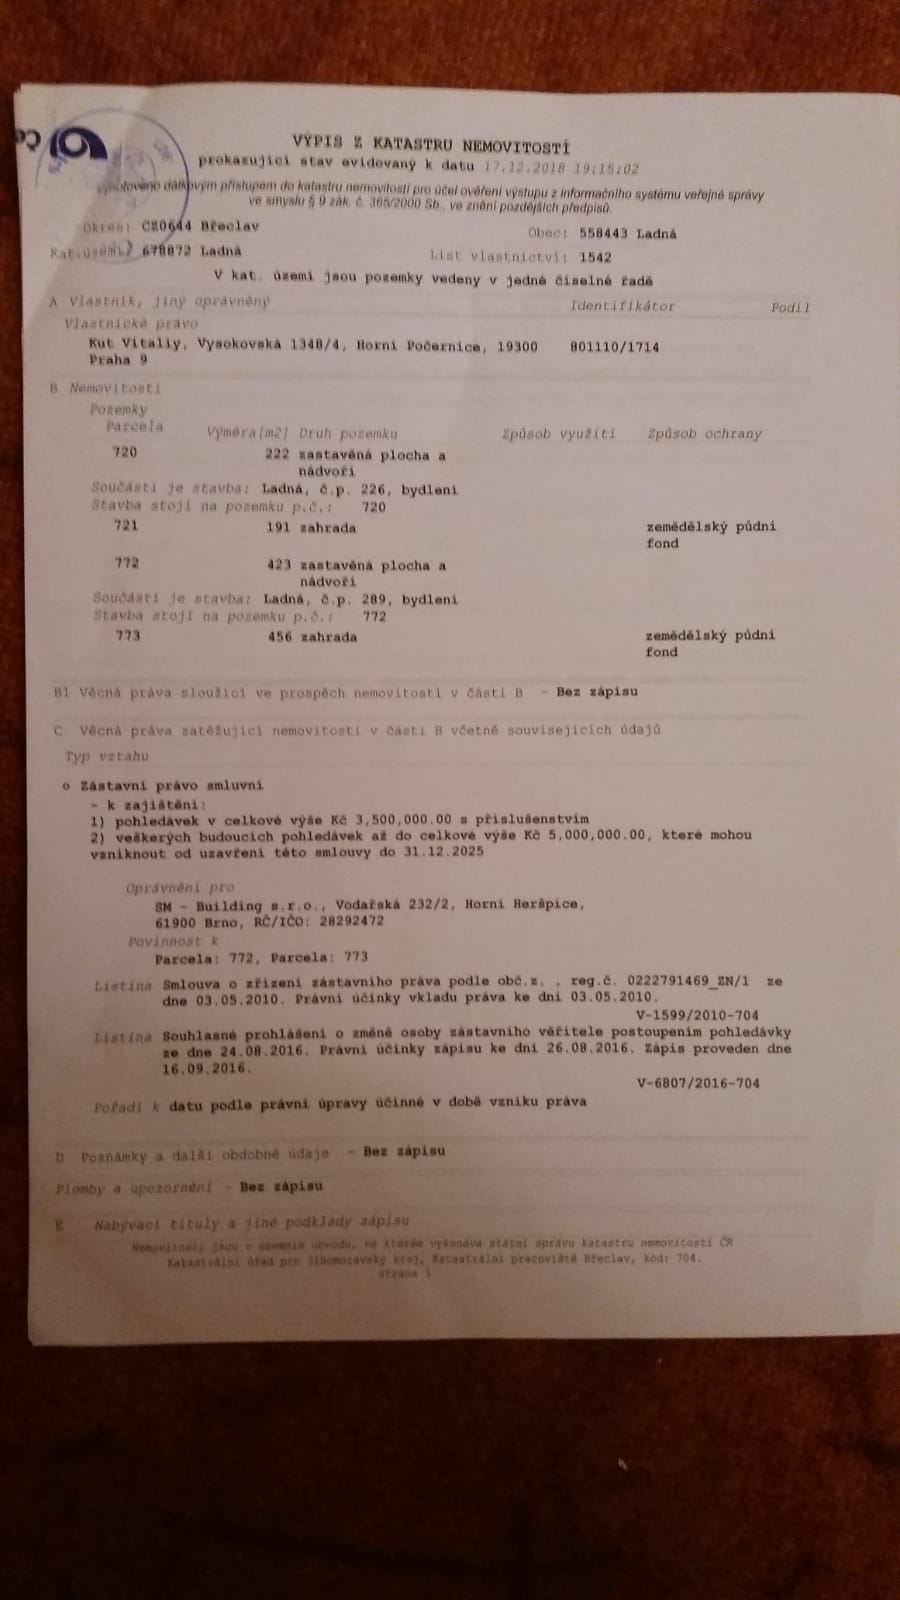 VÝPIS Z KATASTRU NEMOVITOSTÍ
prokazující stav evidovaný k datu 17.12.2018 19:15:02
Vyhotoveno dálkovým přístupem do katastru nemovitostí pro účel ověření výstupu z informačního systému veřejné správy
ve smyslu § 9 zák. č. 365/2000 Sb., ve znění pozdějších předpisů.
Okres: CZ0644 Břeclav Obec: 558443 Ladná
Kat.území: 678872 Ladná List vlastnictví: 1542
V kat. území jsou pozemky vedeny v jedné číselné řadě
A Vlastník, jiný oprávněný Identifikátor Podíl
Vlastnické právo
Kut Vitaliy, Vysokovská 1348/4, Horní Počernice, 19300 801110/1714
Praha 9
B Nemovitosti
Pozemky
Parcela Výměra[m2] Druh pozemku Způsob využití Způsob ochrany
720 222 zastavěná plocha a
nádvoří
Součástí je stavba: Ladná, č.p. 226, bydlení
Stavba stojí na pozemku p.č.: 720
721 191 zahrada zemědělský půdní
fond
772 423 zastavěná plocha a
nádvoří
Součástí je stavba: Ladná, č.p. 289, bydlení
Stavba stojí na pozemku p.č.: 772
773 456 zahrada zemědělský půdní
fond
B1 Věcná práva sloužící ve prospěch nemovitostí v části B - Bez zápisu
C Věcná práva zatěžující nemovitosti v části B včetně souvisejících údajů
Typ vztahu
o Zástavní právo smluvní
- k zajištění:
1) pohledávek v celkové výše Kč 3,500,000.00 s příslušenstvím
2) veškerých budoucích pohledávek až do celkové výše Kč 5,000,000.00, které mohou
vzniknout od uzavření této smlouvy do 31.12.2025
Oprávnění pro
SM - Building s.r.o., Vodařská 232/2, Horní Heršpice,
61900 Brno, RČ/IČO: 28292472
Povinnost k
Parcela: 772, Parcela: 773
Listina Smlouva o zřízení zástavního práva podle obč.z. , reg.č. 0222791469_ZN/1 ze
dne 03.05.2010. Právní účinky vkladu práva ke dni 03.05.2010.
V-1599/2010-704
Listina Souhlasné prohlášení o změně osoby zástavního věřitele postoupením pohledávky
ze dne 24.08.2016. Právní účinky zápisu ke dni 26.08.2016. Zápis proveden dne
16.09.2016.
V-6807/2016-704
Pořadí k datu podle právní úpravy účinné v době vzniku práva
D Poznámky a další obdobné údaje - Bez zápisu
Plomby a upozornění - Bez zápisu
E Nabývací tituly a jiné podklady zápisu
Nemovitosti jsou v územním obvodu, ve kterém vykonává státní správu katastru nemovitostí ČR
Katastrální úřad pro Jihomoravský kraj, Katastrální pracoviště Břeclav, kód: 704.
strana 1